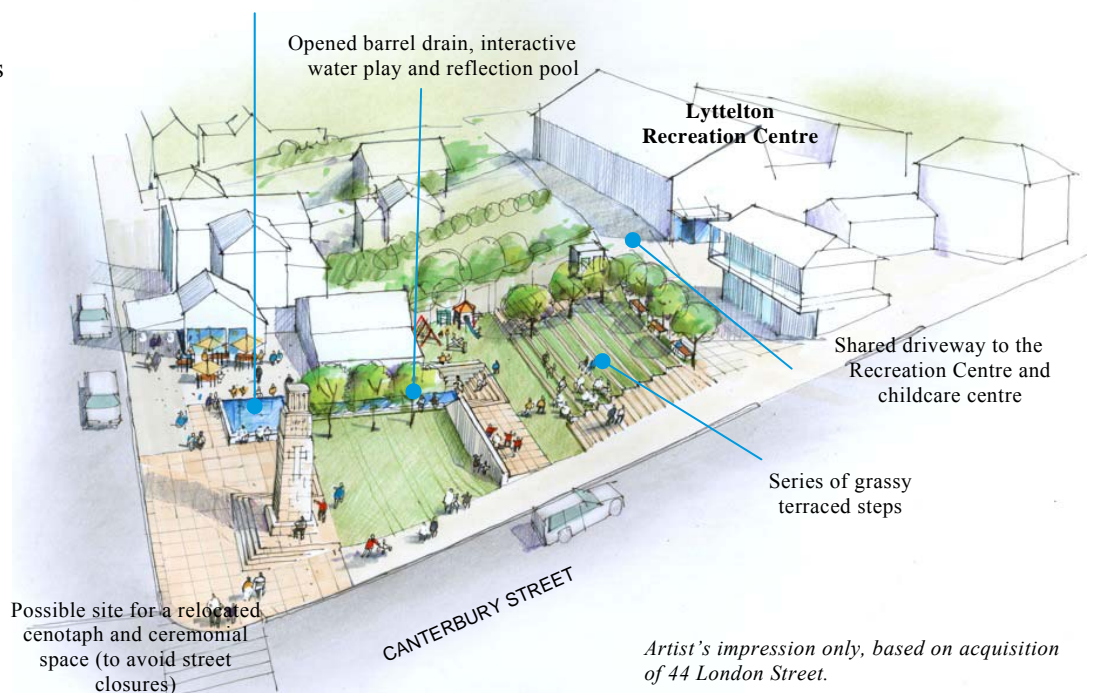 s
Opened barrel drain, interactive
water play and reflection pool
Lyttelton
Recreation Centre
Shared driveway to the
Recreation Centre and
childcare centre
Series of grassy
terraced steps
CANTERBURY STREET
Possible site for a relocated
cenotaph and ceremonial
space (to avoid street
closures)
Artist's impression only, based on acquisition
of 44 London Street.